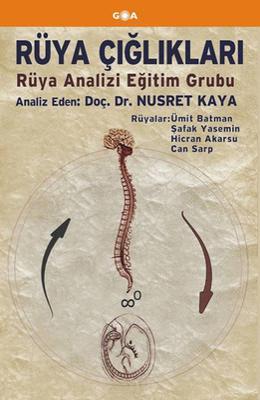 GOA
RÜYA ÇIĞLIKLARI
Rüya Analizi Eğitim Grubu
Analiz Eden: Doç. Dr. NUSRET KAYA
Rüyalar:Ümit Batman
Şafak Yasemin
Hicran Akarsu
Can Sarp